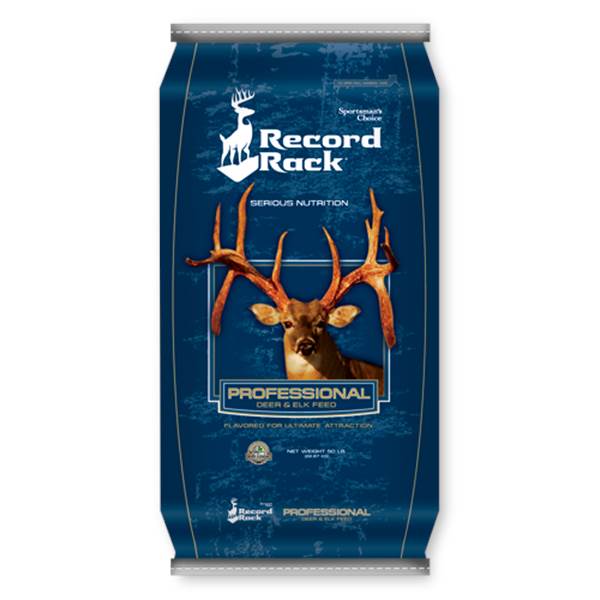 Sportsman's
Choice
Record
Rack
SERIOUS NUTRITION
PROFESSIONAL
DEER & ELK FEED
FLAVORED FOR ULTIMATE ATTRACTION
NET WEIGHT 50 LB
Record
Rack
PROFESSIONAL
DEER & ELK FEED